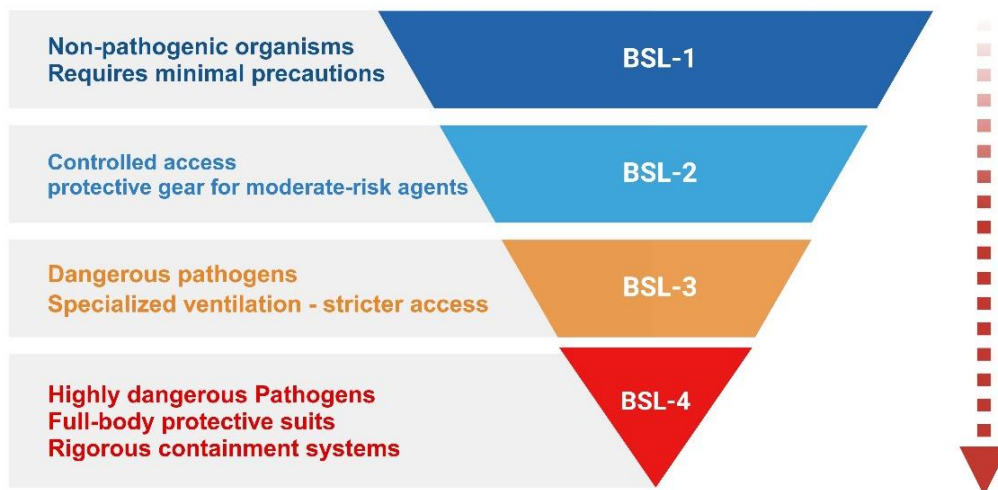 Non-pathogenic organisms
Requires minimal precautions
BSL-1
Controlled access
protective gear for moderate-risk agents
BSL-2
Dangerous pathogens
Specialized ventilation - stricter access
BSL-3
Highly dangerous Pathogens
Full-body protective suits
Rigorous containment systems
BSL-4